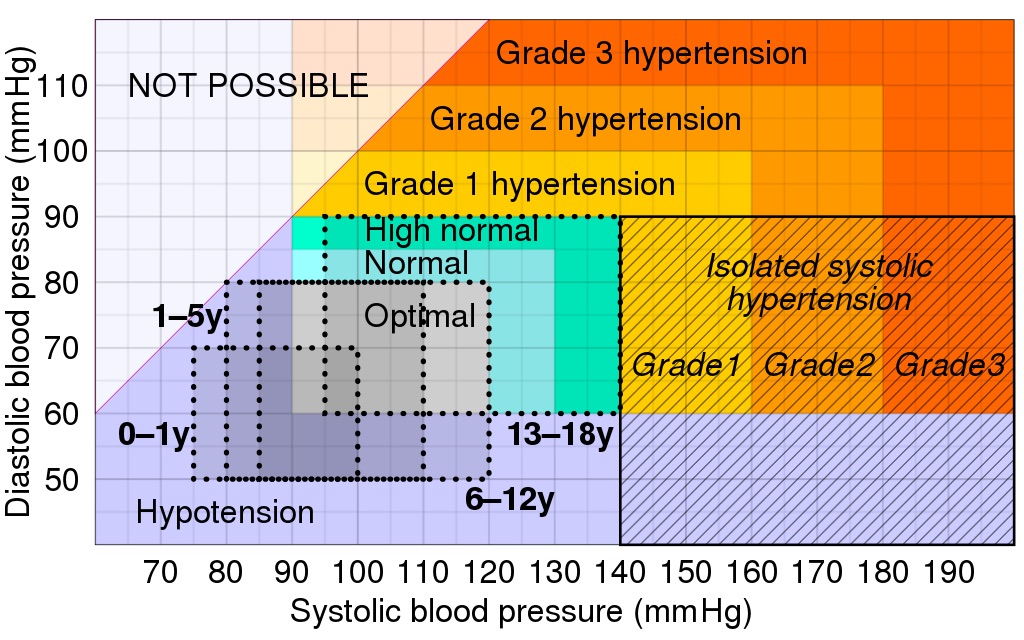 Grade 3 hypertension
NOT POSSIBLE
Grade 2 hypertension
Grade 1 hypertension
High normal
Normal
Isolated systolic
hypertension
Optimal
1–5y
Grade1
Grade2
Grade3
0–1y
13–18y
6–12y
Hypotension
Diastolic blood pressure (mmHg)
110
100
90
80
70
60
50
70 80 90 100 110 120 130 140 150 160 170 180 190
Systolic blood pressure (mmHg)